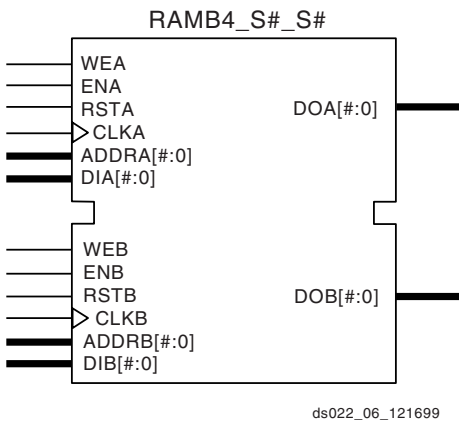 RAMB4_S#_S#
WEA
ENA
RSTA
DOA[#:0]
CLKA
ADDRA[#:0]
DIA[#:0]
WEB
ENB
RSTB
DOB[#:0]
CLKB
ADDRB[#:0]
DIB[#:0]
ds022_06_121699